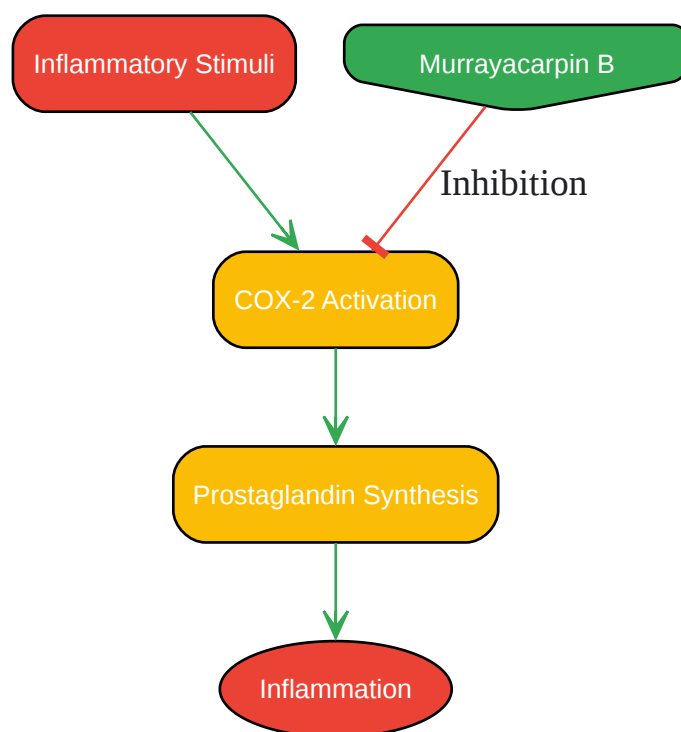 Inflammatory Stimuli
Murrayacarpin B
Inhibition
COX-2 Activation
Prostaglandin Synthesis
Inflammation